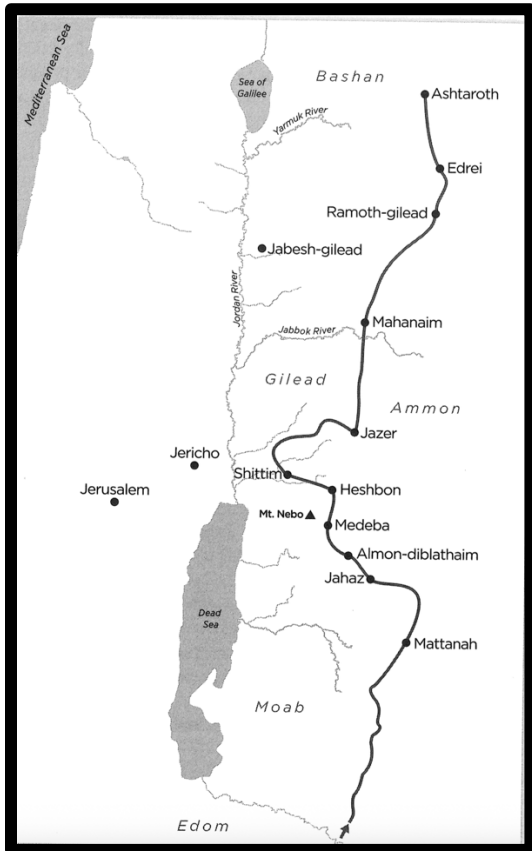 Mediterranean Sea
Sea of
Galilee
Bashan
Ashtaroth
Yarmuk River
Edrei
Ramoth-gilead
Jabesh-gilead
Jordan River
Mahanaim
Jabbok River
Gilead
Ammon
Jazer
Jericho
Shittim
Heshbon
Jerusalem
Mt. Nebo
Medeba
Almon-diblathaim
Jahaz
Dead
Sea
Mattanah
Moab
Edom